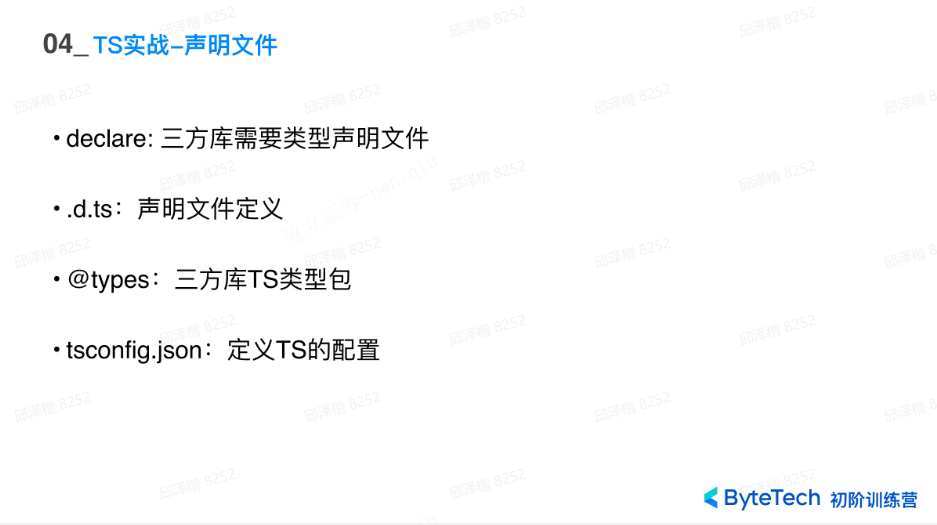 04_ TS实战–声明文件
• declare: 三方库需要类型声明文件
• .d.ts：声明文件定义
• @types：三方库TS类型包
• tsconfig.json：定义TS的配置
ByteTech 初阶训练营
邱泽楷 8252